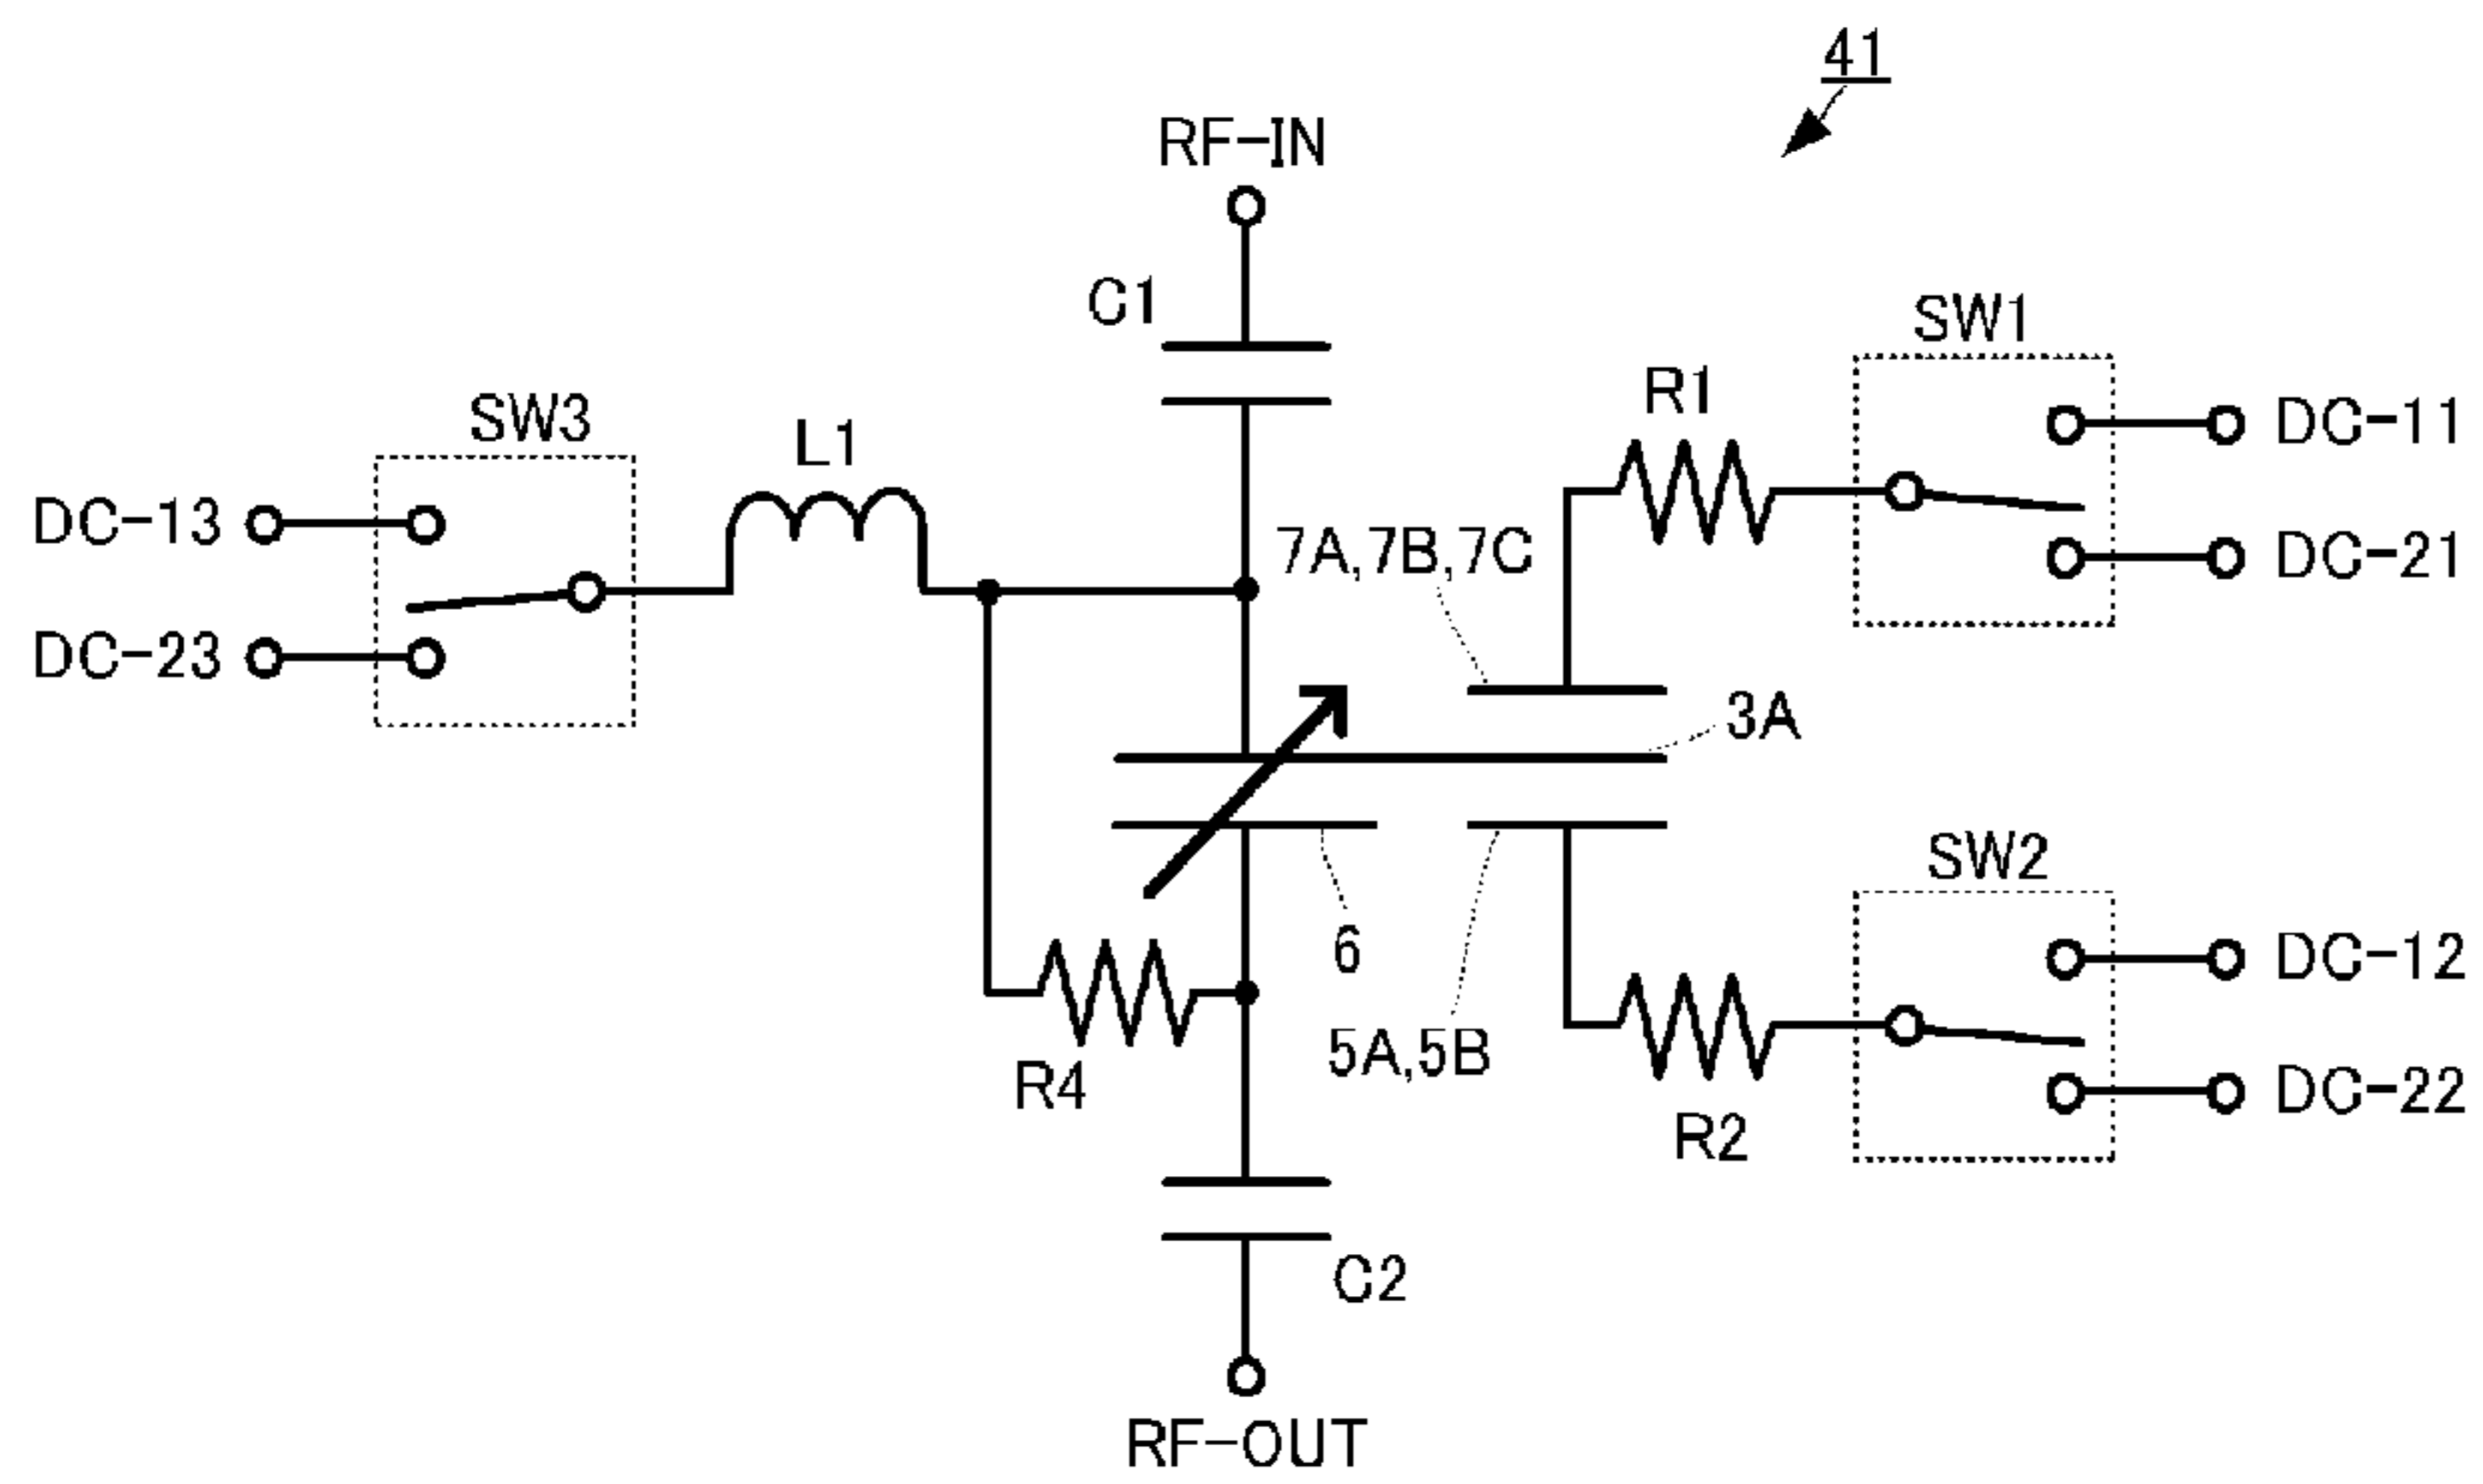 41
RF-IN
C1
SW1
R1
DC-11
SW3
L1
DC-13
7A,7B,7C
DC-21
DC-23
3A
SW2
6
DC-12
5A,5B
R4
DC-22
R2
C2
RF-OUT